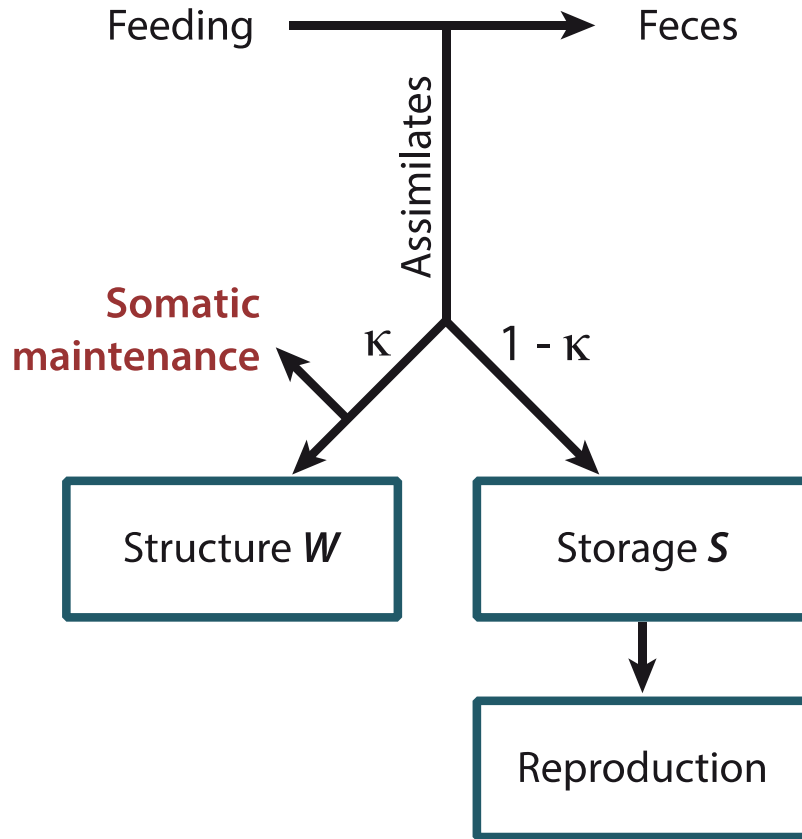 Feeding
Feces
Assimilates
Somatic
maintenance
κ
1 - κ
Structure W
Storage S
Reproduction